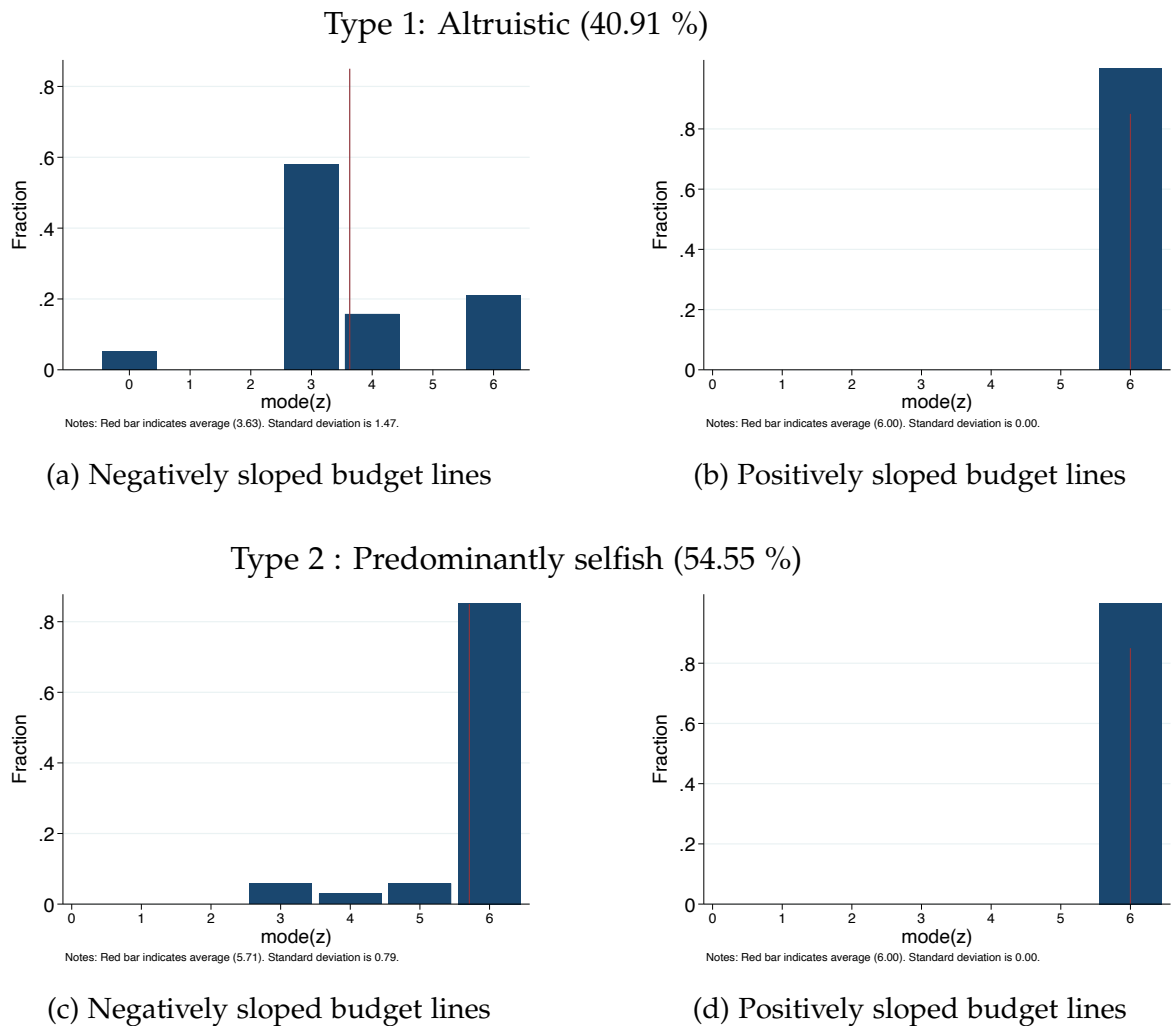 Type 1: Altruistic (40.91 %)
Fraction
.8
.6
.4
.2
0
0 1 2 3 4 5 6
mode(z)
Notes: Red bar indicates average (3.63). Standard deviation is 1.47.
(a) Negatively sloped budget lines
Fraction
.8
.6
.4
.2
0
0 1 2 3 4 5 6
mode(z)
Notes: Red bar indicates average (6.00). Standard deviation is 0.00.
(b) Positively sloped budget lines
Type 2 : Predominantly selfish (54.55 %)
Fraction
.8
.6
.4
.2
0
0 1 2 3 4 5 6
mode(z)
Notes: Red bar indicates average (5.71). Standard deviation is 0.79.
(c) Negatively sloped budget lines
Fraction
.8
.6
.4
.2
0
0 1 2 3 4 5 6
mode(z)
Notes: Red bar indicates average (6.00). Standard deviation is 0.00.
(d) Positively sloped budget lines